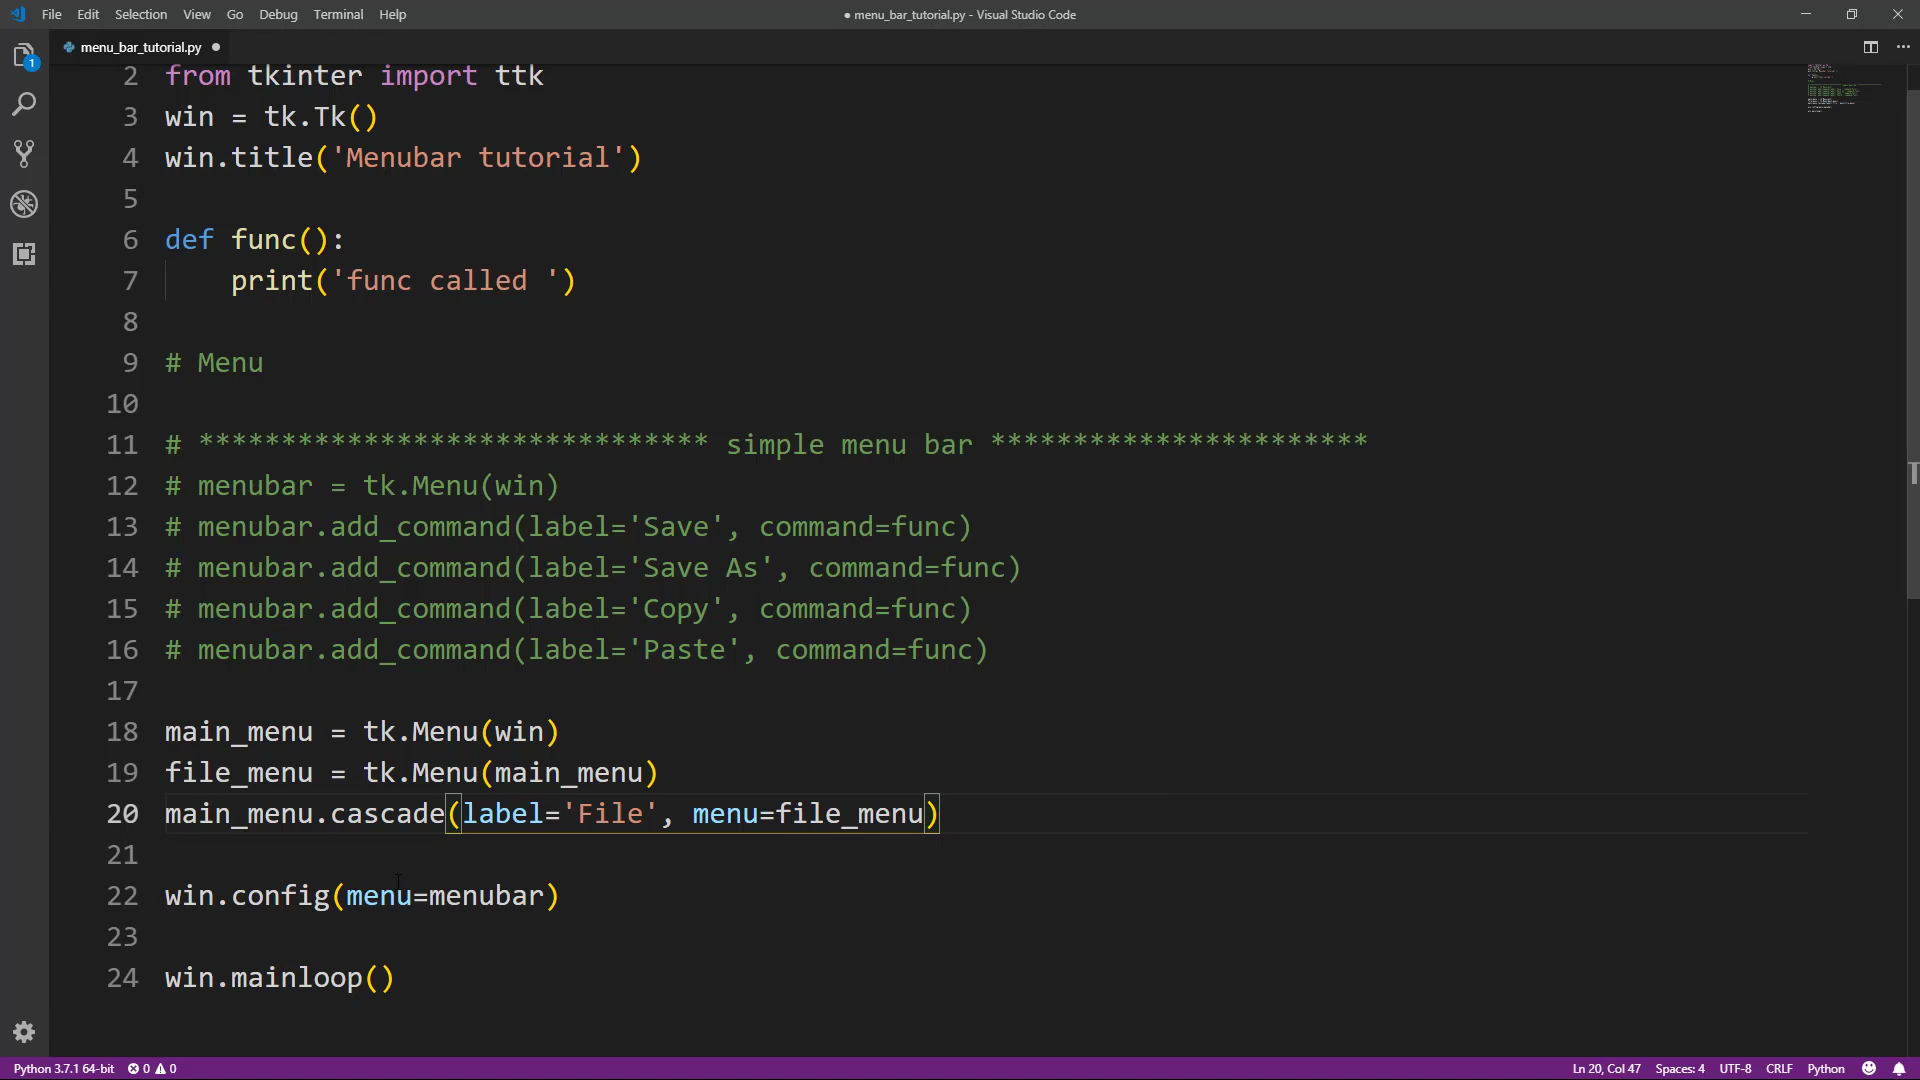 File Edit Selection View Go Debug Terminal Help
● menu_bar_tutorial.py - Visual Studio Code
1
menu_bar_tutorial.py ●
2 from tkinter import ttk
3 win = tk.Tk()
4 win.title('Menubar tutorial')
5
6 def func():
7     print('func called ')
8
9 # Menu
10
11 # ******************************* simple menu bar ***********************
12 # menubar = tk.Menu(win)
13 # menubar.add_command(label='Save', command=func)
14 # menubar.add_command(label='Save As', command=func)
15 # menubar.add_command(label='Copy', command=func)
16 # menubar.add_command(label='Paste', command=func)
17
18 main_menu = tk.Menu(win)
19 file_menu = tk.Menu(main_menu)
20 main_menu.cascade(label='File', menu=file_menu)
21
22 win.config(menu=menubar)
23
24 win.mainloop()
Python 3.7.1 64-bit 0 0 Ln 20, Col 47 Spaces: 4 UTF-8 CRLF Python